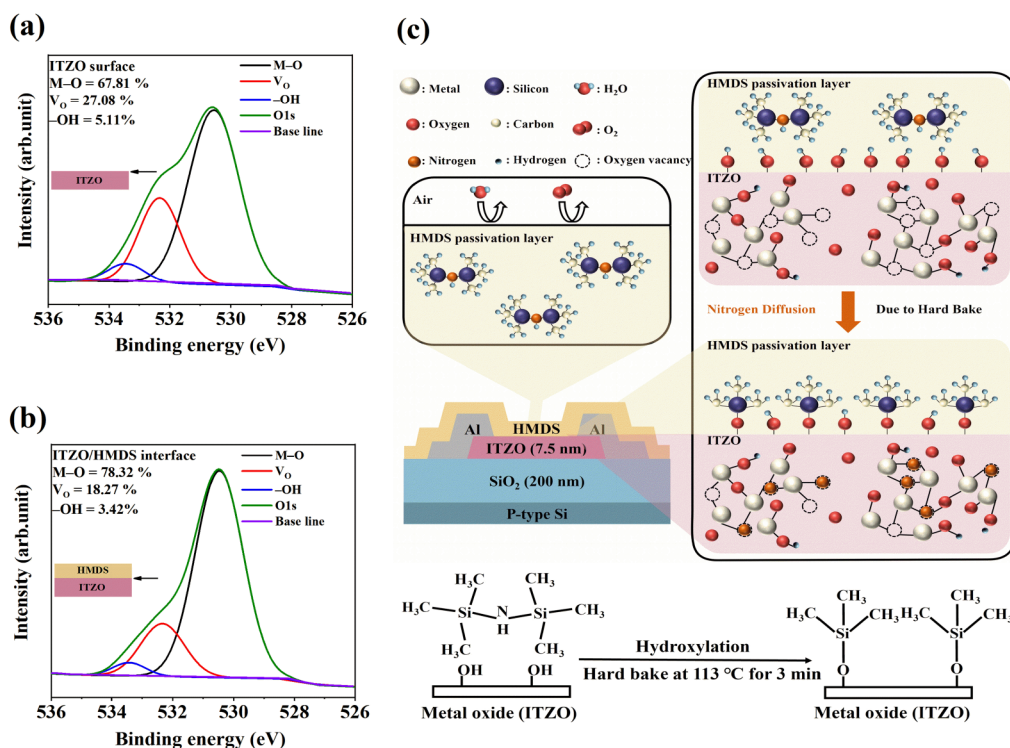 (a)
ITZO surface
M–O = 67.81 %
VO = 27.08 %
–OH = 5.11%
M–O
VO
–OH
O1s
Base line
ITZO
Intensity (arb.unit)
536 534 532 530 528 526
Binding energy (eV)
(b)
ITZO/HMDS interface
M–O = 78.32 %
VO = 18.27 %
–OH = 3.42%
M–O
VO
–OH
O1s
Base line
HMDS
ITZO
Intensity (arb.unit)
536 534 532 530 528 526
Binding energy (eV)
(c)
: Metal : Silicon : H2O
: Oxygen : Carbon : O2
: Nitrogen : Hydrogen : Oxygen vacancy
Air
HMDS passivation layer
HMDS passivation layer
ITZO
Nitrogen Diffusion Due to Hard Bake
HMDS passivation layer
ITZO
Al HMDS Al
ITZO (7.5 nm)
SiO2 (200 nm)
P-type Si
CH3 CH3
H3C Si N Si CH3
H
H3C CH3
OH OH
Metal oxide (ITZO)
Hydroxylation
Hard bake at 113 °C for 3 min
CH3 CH3
H3C CH3 H3C CH3
Si Si
O O
Metal oxide (ITZO)